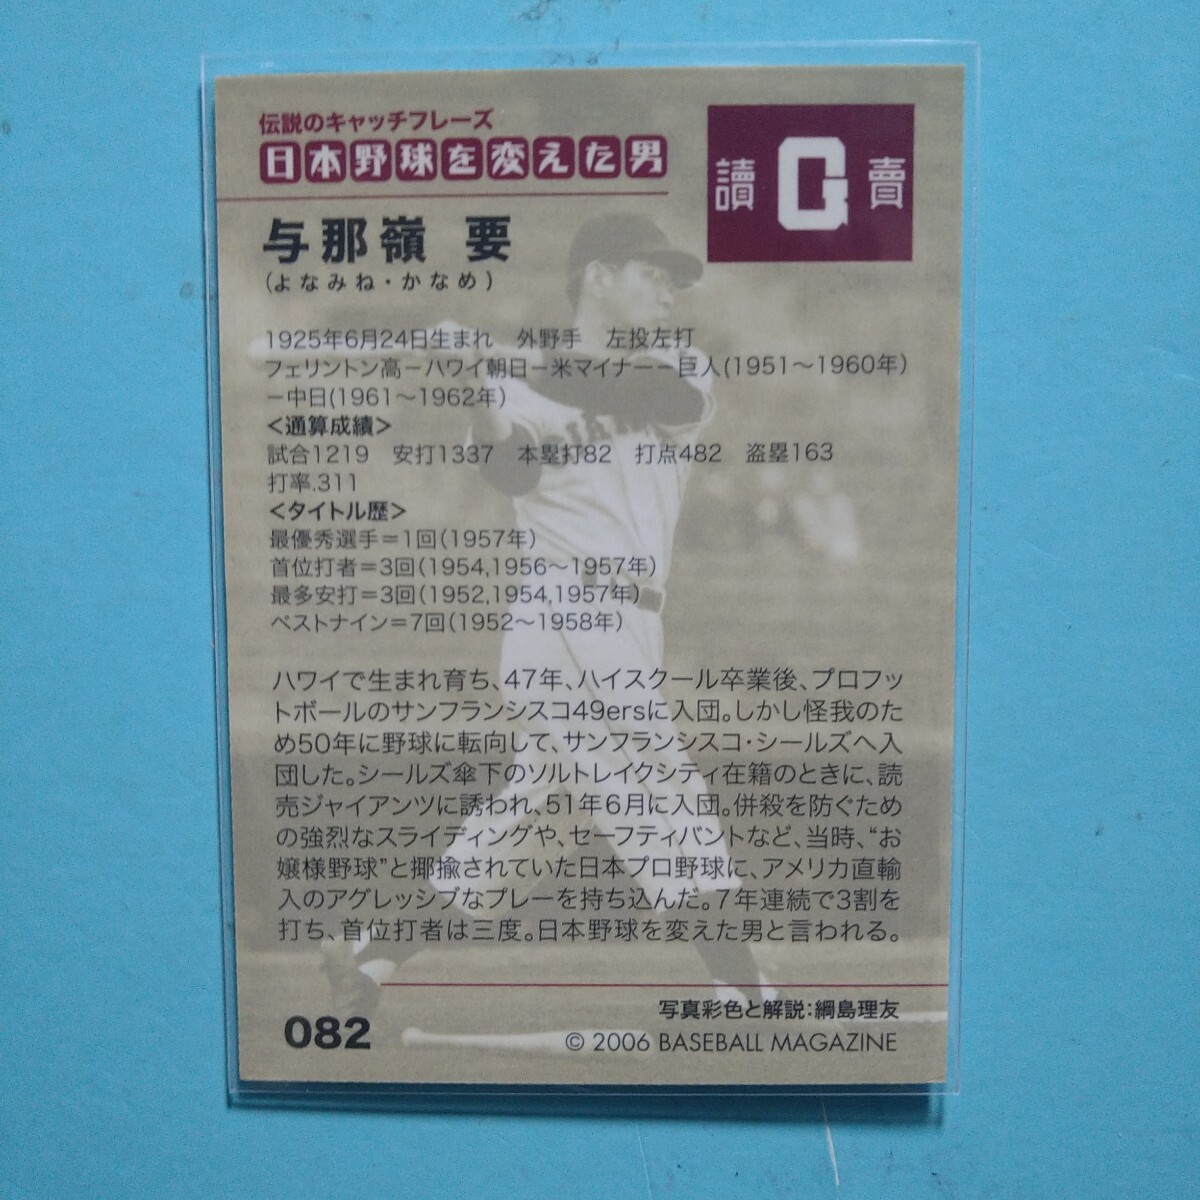 伝説のキャッチフレーズ
日本野球を変えた男
讀 G 賣
与那嶺 要
(よなみね・かなめ)
1925年6月24日生まれ　外野手　左投左打
フェリントン高－ハワイ朝日－米マイナー－巨人(1951～1960年)
－中日(1961～1962年)
<通算成績>
試合1219　安打1337　本塁打82　打点482　盗塁163
打率.311
<タイトル歴>
最優秀選手＝1回(1957年)
首位打者＝3回(1954,1956～1957年)
最多安打＝3回(1952,1954,1957年)
ベストナイン＝7回(1952～1958年)
ハワイで生まれ育ち、47年、ハイスクール卒業後、プロフッ
トボールのサンフランシスコ49ersに入団。しかし怪我のた
め50年に野球に転向して、サンフランシスコ・シールズへ入
団した。シールズ傘下のソルトレイクシティ在籍のときに、読
売ジャイアンツに誘われ、51年6月に入団。併殺を防ぐため
の強烈なスライディングや、セーフティバントなど、当時、“お
嬢様野球”と揶揄されていた日本プロ野球に、アメリカ直輸
入のアグレッシブなプレーを持ち込んだ。7年連続で3割を
打ち、首位打者は三度。日本野球を変えた男と言われる。
写真彩色と解説：綱島理友
082
© 2006 BASEBALL MAGAZINE